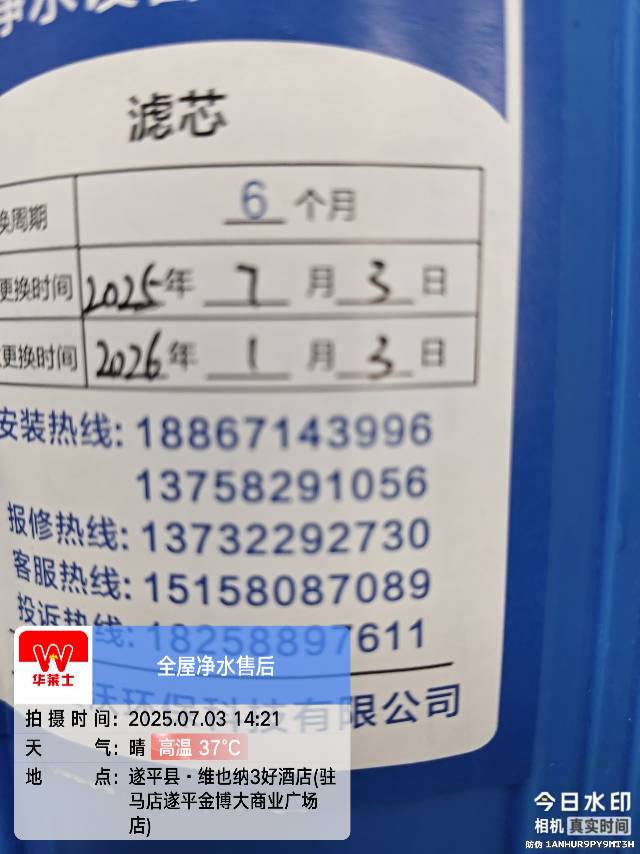 滤芯
换周期 6 个月
更换时间 2025年 7 月 3 日
更换时间 2026年 1 月 3 日
安装热线: 18867143996
13758291056
报修热线: 13732292730
客服热线: 15158087089
投诉热线: 18258897611
环保科技有限公司
华莱士
全屋净水售后
拍摄时间: 2025.07.03 14:21
天气: 晴 高温 37℃
地点: 遂平县·维也纳3好酒店(驻
马店遂平金博大商业广场
店)
今日水印
相机 真实时间
防伪 1ANHUR9PY9MT3H